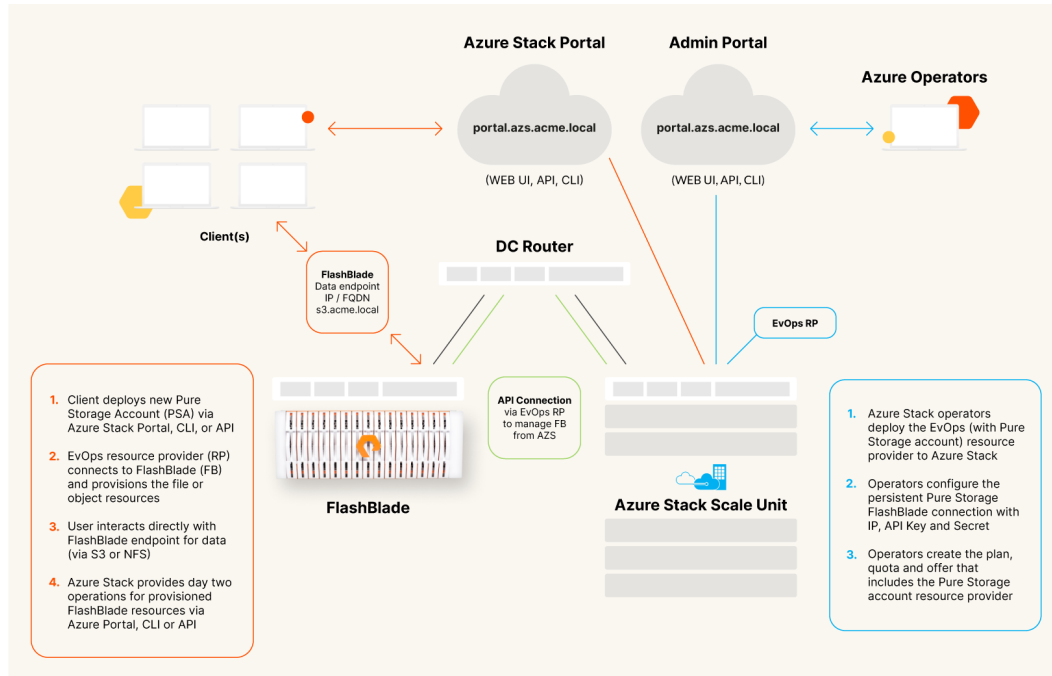 Azure Stack Portal
Admin Portal
Azure Operators
portal.azs.acme.local
portal.azs.acme.local
(WEB UI, API, CLI)
(WEB UI, API, CLI)
Client(s)
DC Router
FlashBlade
Data endpoint
IP / FQDN
s3.acme.local
EvOps RP
API Connection
via EvOps RP
to manage FB
from AZS
FlashBlade
Azure Stack Scale Unit
1. Client deploys new Pure
Storage Account (PSA) via
Azure Stack Portal, CLI, or API
2. EvOps resource provider (RP)
connects to FlashBlade (FB)
and provisions the file or
object resources
3. User interacts directly with
FlashBlade endpoint for data
(via S3 or NFS)
4. Azure Stack provides day two
operations for provisioned
FlashBlade resources via
Azure Portal, CLI or API
1. Azure Stack operators
deploy the EvOps (with Pure
Storage account) resource
provider to Azure Stack
2. Operators configure the
persistent Pure Storage
FlashBlade connection with
IP, API Key and Secret
3. Operators create the plan,
quota and offer that
includes the Pure Storage
account resource provider